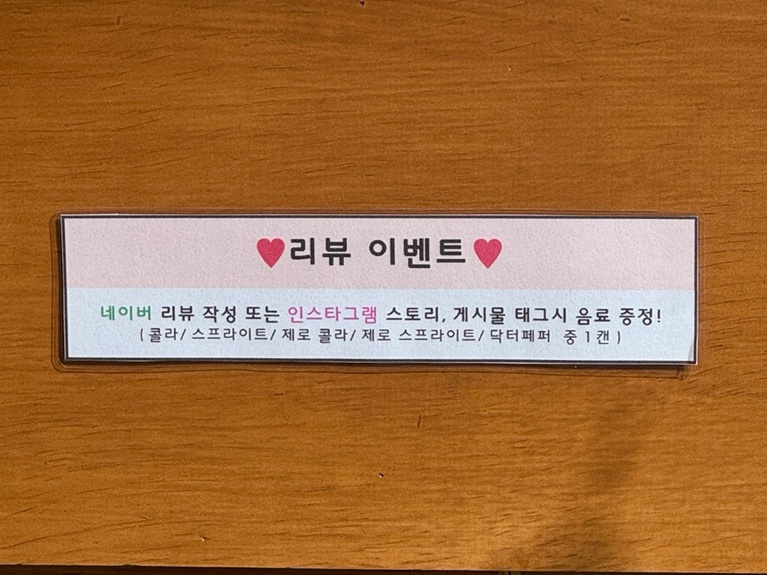 ♥리뷰 이벤트♥
네이버 리뷰 작성 또는 인스타그램 스토리, 게시물 태그시 음료 증정!
( 콜라/ 스프라이트/ 제로 콜라/ 제로 스프라이트/ 닥터페퍼 중 1 캔 )